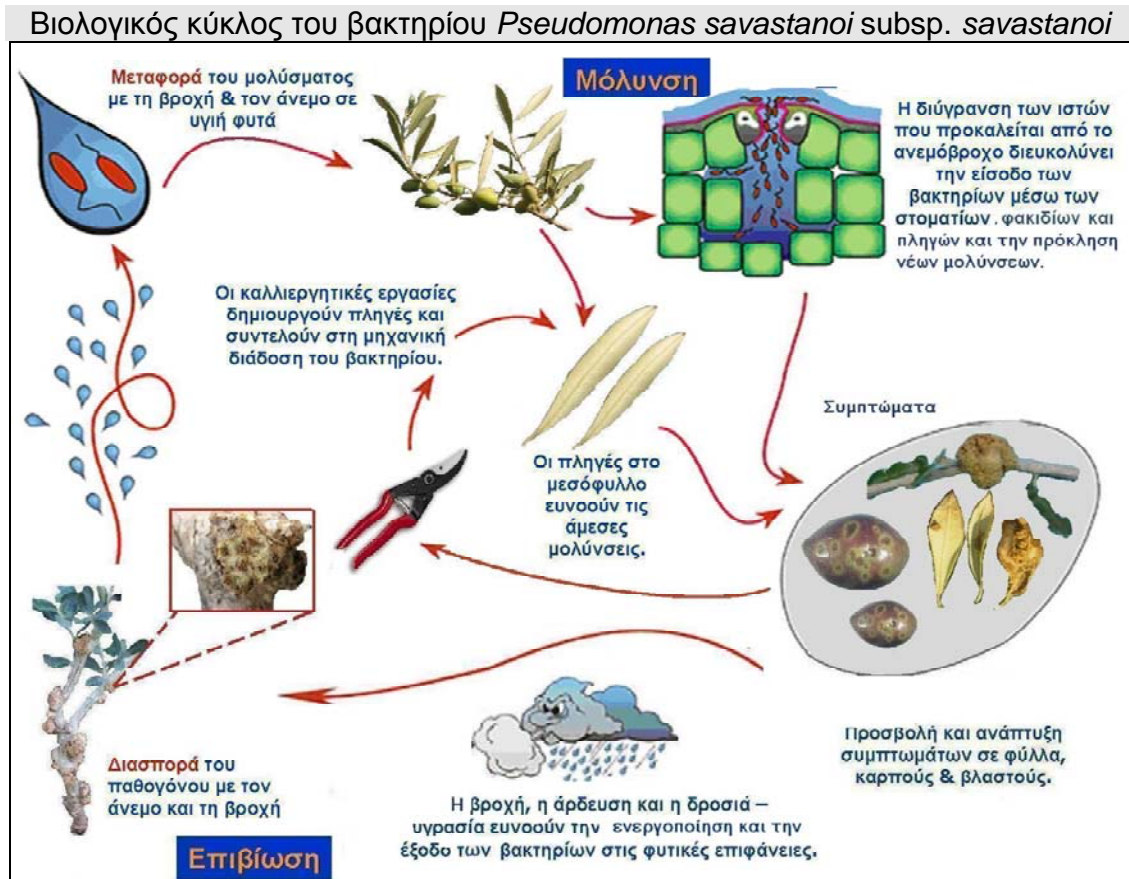 Βιολογικός κύκλος του βακτηρίου Pseudomonas savastanoi subsp. savastanoi
Μεταφορά του μολύσματος
με τη βροχή & τον άνεμο σε
υγιή φυτά
Μόλυνση
Η διύγρανση των ιστών
που προκαλείται από το
ανεμόβροχο διευκολύνει
την είσοδο των
βακτηρίων μέσω των
στοματίων, φακιδίων και
πληγών και την πρόκληση
νέων μολύνσεων.
Οι καλλιεργητικές εργασίες
δημιουργούν πληγές και
συντελούν στη μηχανική
διάδοση του βακτηρίου.
Συμπτώματα
Οι πληγές στο
μεσόφυλλο
ευνοούν τις
άμεσες
μολύνσεις.
Προσβολή και ανάπτυξη
συμπτωμάτων σε φύλλα,
καρπούς & βλαστούς.
Διασπορά του
παθογόνου με τον
άνεμο και τη βροχή
Η βροχή, η άρδευση και η δροσιά –
υγρασία ευνοούν την ενεργοποίηση και την
έξοδο των βακτηρίων στις φυτικές επιφάνειες.
Επιβίωση